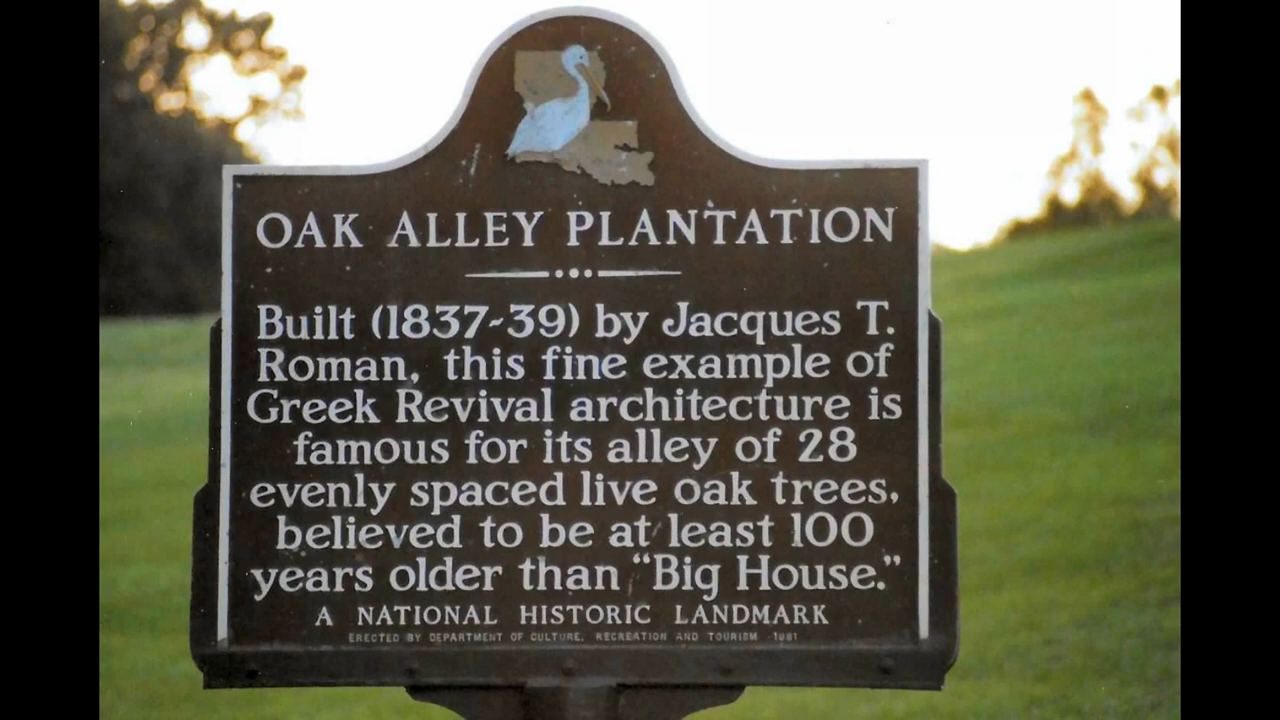 OAK ALLEY PLANTATION
Built (1837-39) by Jacques T.
Roman, this fine example of
Greek Revival architecture is
famous for its alley of 28
evenly spaced live oak trees,
believed to be at least 100
years older than "Big House."
A NATIONAL HISTORIC LANDMARK
ERECTED BY DEPARTMENT OF CULTURE, RECREATION AND TOURISM 1981